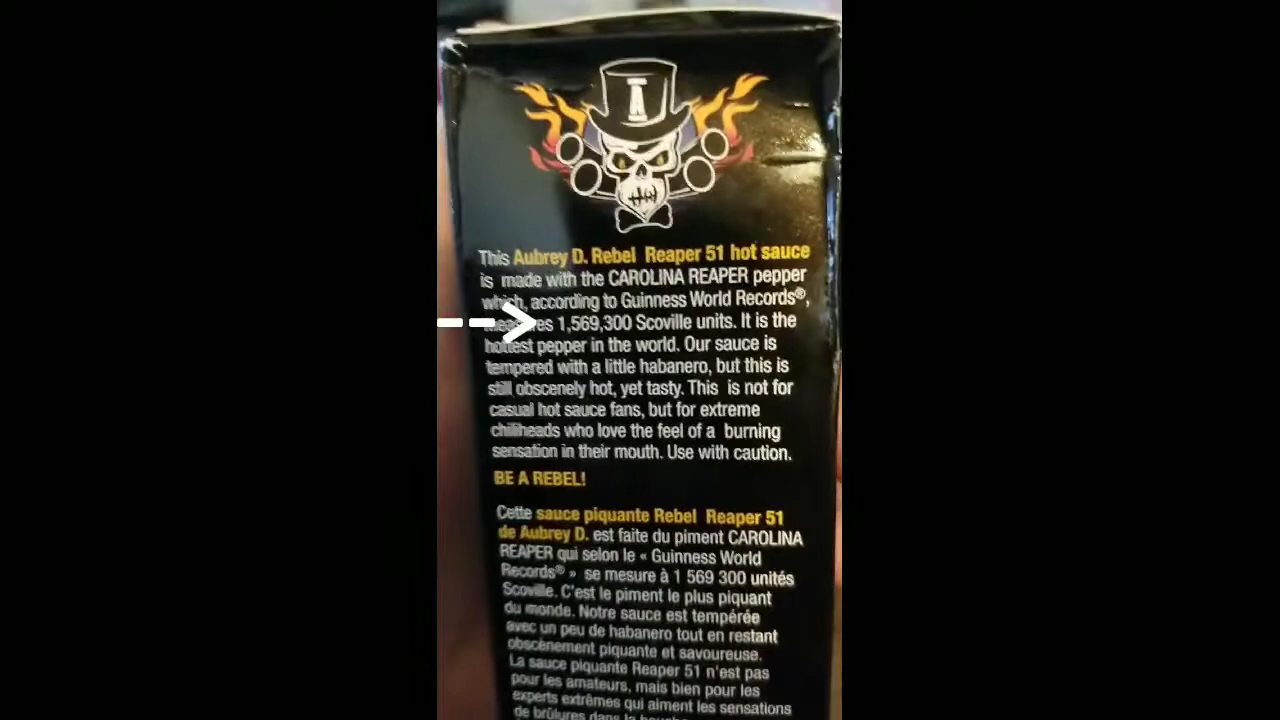 This Aubrey D. Rebel Reaper 51 hot sauce
is made with the CAROLINA REAPER pepper
which, according to Guinness World Records®,
measures 1,569,300 Scoville units. It is the
hottest pepper in the world. Our sauce is
tempered with a little habanero, but this is
still obscenely hot, yet tasty. This is not for
casual hot sauce fans, but for extreme
chiliheads who love the feel of a burning
sensation in their mouth. Use with caution.
BE A REBEL!
Cette sauce piquante Rebel Reaper 51
de Aubrey D. est faite du piment CAROLINA
REAPER qui selon le « Guinness World
Records® » se mesure à 1 569 300 unités
Scoville. C'est le piment le plus piquant
du monde. Notre sauce est tempérée
avec un peu de habanero tout en restant
obscènement piquante et savoureuse.
La sauce piquante Reaper 51 n'est pas
pour les amateurs, mais bien pour les
experts extrêmes qui aiment les sensations
de brûlures dans la bouche